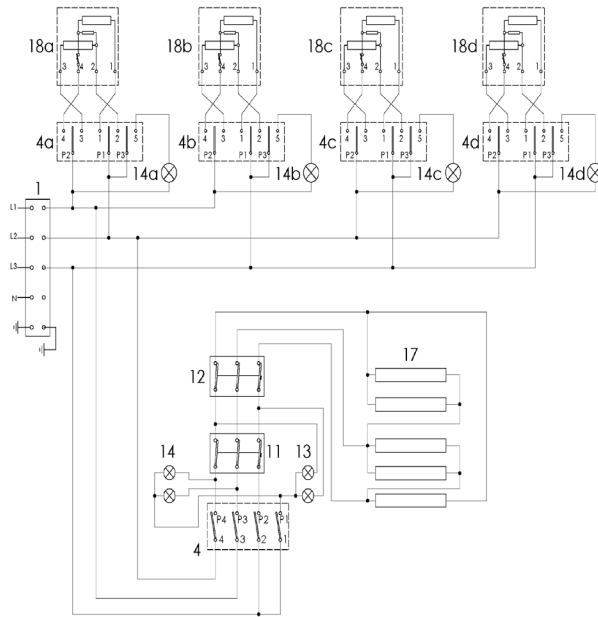 18a 18b 18c 18d
3 4 2 1 3 4 2 1 3 4 2 1 3 4 2 1
4 3 1 2 5 4 3 1 2 5 4 3 1 2 5 4 3 1 2 5
4a 4b 4c 4d
P2 P1 P3 P2 P1 P3 P2 P1 P3 P2 P1 P3
14a 14b 14c 14d
1
L1
L2
L3
N
17
12
14 11 13
P4 P3 P2 P1
4 3 2 1
4